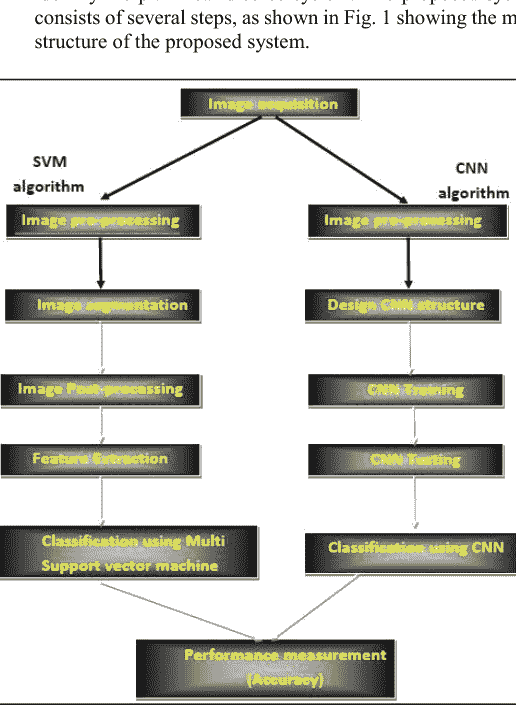 consists of several steps, as shown in Fig. 1 showing the m
structure of the proposed system.
Image acquisition
SVM
algorithm
CNN
algorithm
Image pre-processing
Image pre-processing
Image segmentation
Design CNN structure
Image Post-processing
CNN Training
Feature Extraction
CNN Testing
Classification using Multi
Support vector machine
Classification using CNN
Performance measurement
(Accuracy)